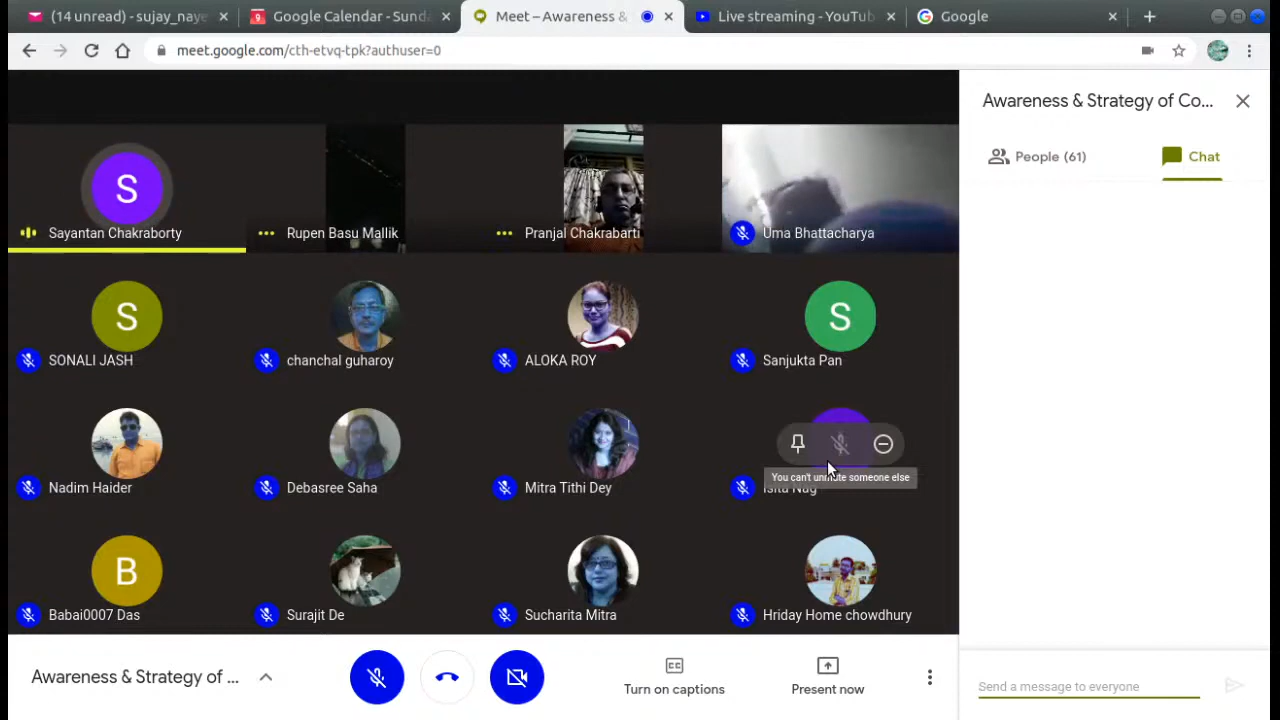 (14 unread) - sujay_naye
Google Calendar - Sund
Meet – Awareness &
Live streaming - YouTub
Google
meet.google.com/cth-etvq-tpk?authuser=0
Awareness & Strategy of Co...
People (61)
Chat
S
Sayantan Chakraborty
Rupen Basu Mallik
Pranjal Chakrabarti
Uma Bhattacharya
S
SONALI JASH
chanchal guharoy
ALOKA ROY
S
Sanjukta Pan
Nadim Haider
Debasree Saha
Mitra Tithi Dey
You can't unmute someone else
Isita Nag
B
Babai0007 Das
Surajit De
Sucharita Mitra
Hriday Home chowdhury
Awareness & Strategy of ...
CC
Turn on captions
Present now
Send a message to everyone